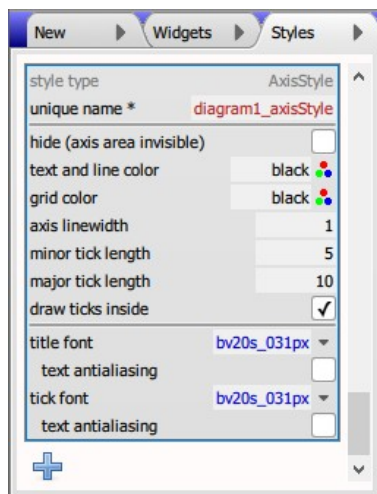 New Widgets Styles
style type AxisStyle
unique name * diagram1_axisStyle
hide (axis area invisible)
text and line color black
grid color black
axis linewidth 1
minor tick length 5
major tick length 10
draw ticks inside
title font bv20s_031px
text antialiasing
tick font bv20s_031px
text antialiasing